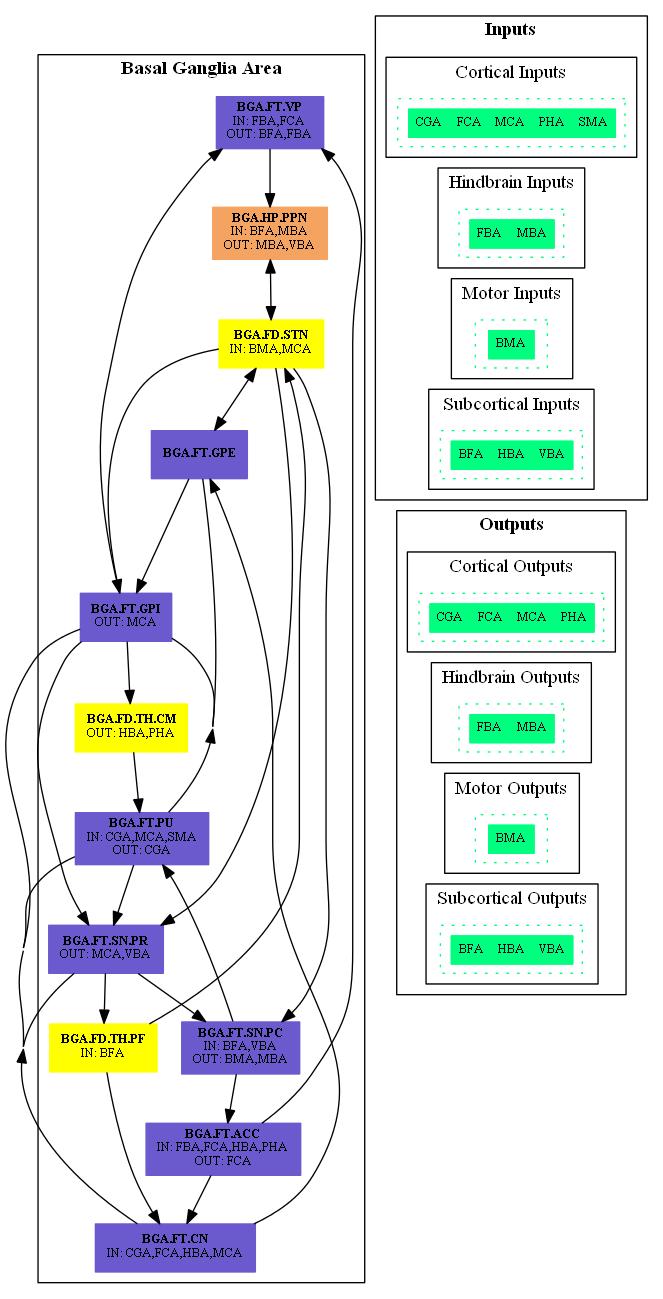 Basal Ganglia Area
BGA.FT.VP
IN: FBA,FCA
OUT: BFA,FBA
BGA.HP.PPN
IN: BFA,MBA
OUT: MBA,VBA
BGA.FD.STN
IN: BMA,MCA
BGA.FT.GPE
BGA.FT.GPI
OUT: MCA
BGA.FD.TH.CM
OUT: HBA,PHA
BGA.FT.PU
IN: CGA,MCA,SMA
OUT: CGA
BGA.FT.SN.PR
OUT: MCA,VBA
BGA.FD.TH.PF
IN: BFA
BGA.FT.SN.PC
IN: BFA,VBA
OUT: BMA,MBA
BGA.FT.ACC
IN: FBA,FCA,HBA,PHA
OUT: FCA
BGA.FT.CN
IN: CGA,FCA,HBA,MCA
Inputs
Cortical Inputs
CGA FCA MCA PHA SMA
Hindbrain Inputs
FBA MBA
Motor Inputs
BMA
Subcortical Inputs
BFA HBA VBA
Outputs
Cortical Outputs
CGA FCA MCA PHA
Hindbrain Outputs
FBA MBA
Motor Outputs
BMA
Subcortical Outputs
BFA HBA VBA